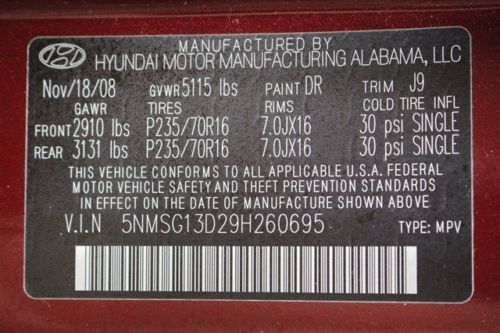 MANUFACTURED BY
HYUNDAI MOTOR MANUFACTURING ALABAMA, LLC
Nov/18/08 GVWR 5115 lbs PAINT DR TRIM J9
GAWR TIRES RIMS COLD TIRE INFL
FRONT 2910 lbs P235/70R16 7.0JX16 30 psi SINGLE
REAR 3131 lbs P235/70R16 7.0JX16 30 psi SINGLE
THIS VEHICLE CONFORMS TO ALL APPLICABLE U.S.A. FEDERAL
MOTOR VEHICLE SAFETY AND THEFT PREVENTION STANDARDS
IN EFFECT ON THE DATE OF MANUFACTURE SHOWN ABOVE
V.I.N 5NMSG13D29H260695 TYPE: MPV